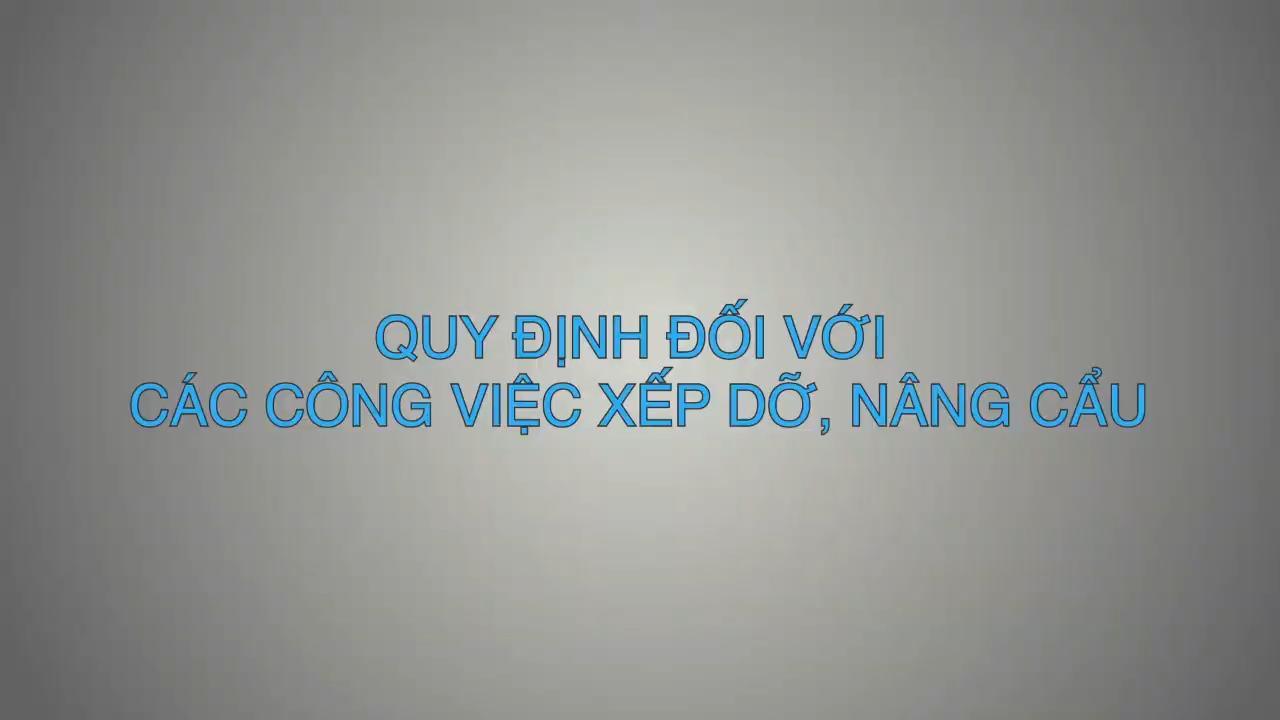 QUY ĐỊNH ĐỐI VỚI
CÁC CÔNG VIỆC XẾP DỠ, NÂNG CẨU